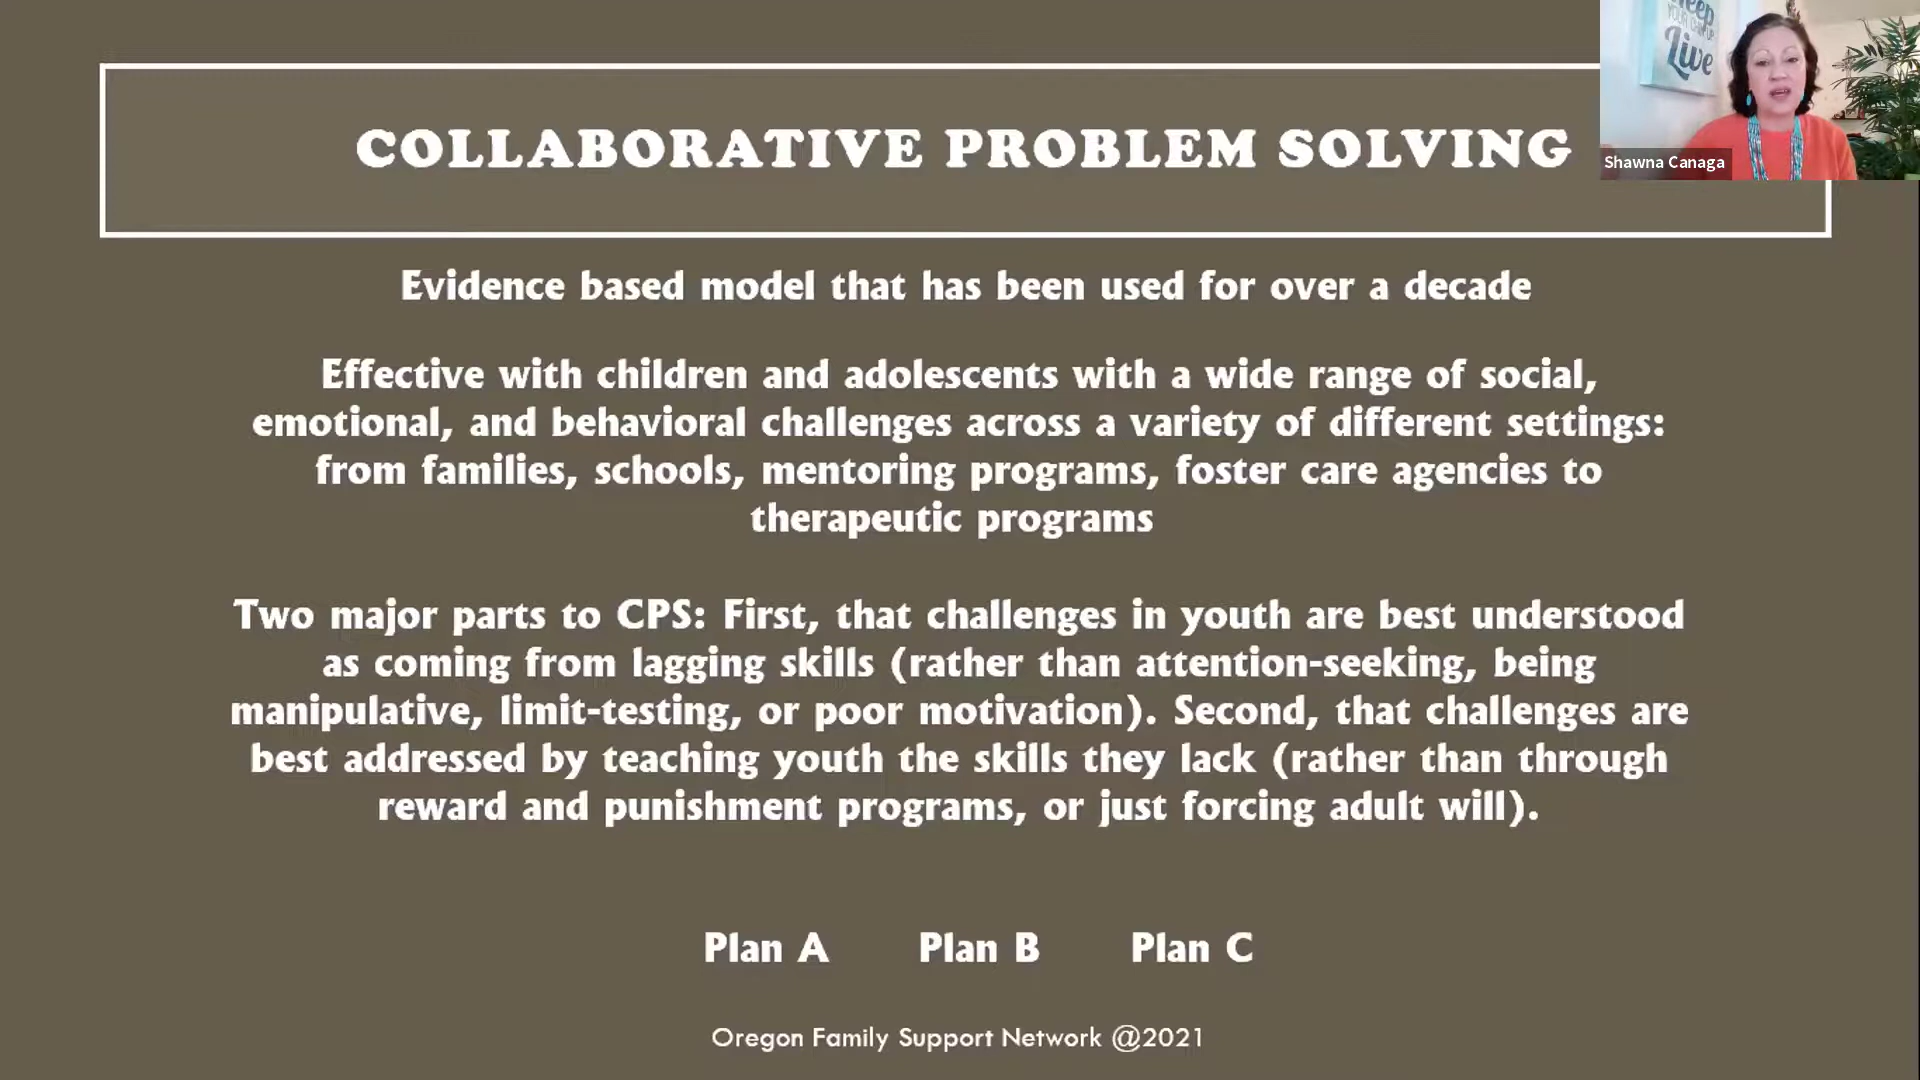 COLLABORATIVE PROBLEM SOLVING
Keep
Live
Shawna Canaga
Evidence based model that has been used for over a decade
Effective with children and adolescents with a wide range of social,
emotional, and behavioral challenges across a variety of different settings:
from families, schools, mentoring programs, foster care agencies to
therapeutic programs
Two major parts to CPS: First, that challenges in youth are best understood
as coming from lagging skills (rather than attention-seeking, being
manipulative, limit-testing, or poor motivation). Second, that challenges are
best addressed by teaching youth the skills they lack (rather than through
reward and punishment programs, or just forcing adult will).
Plan A Plan B Plan C
Oregon Family Support Network @2021